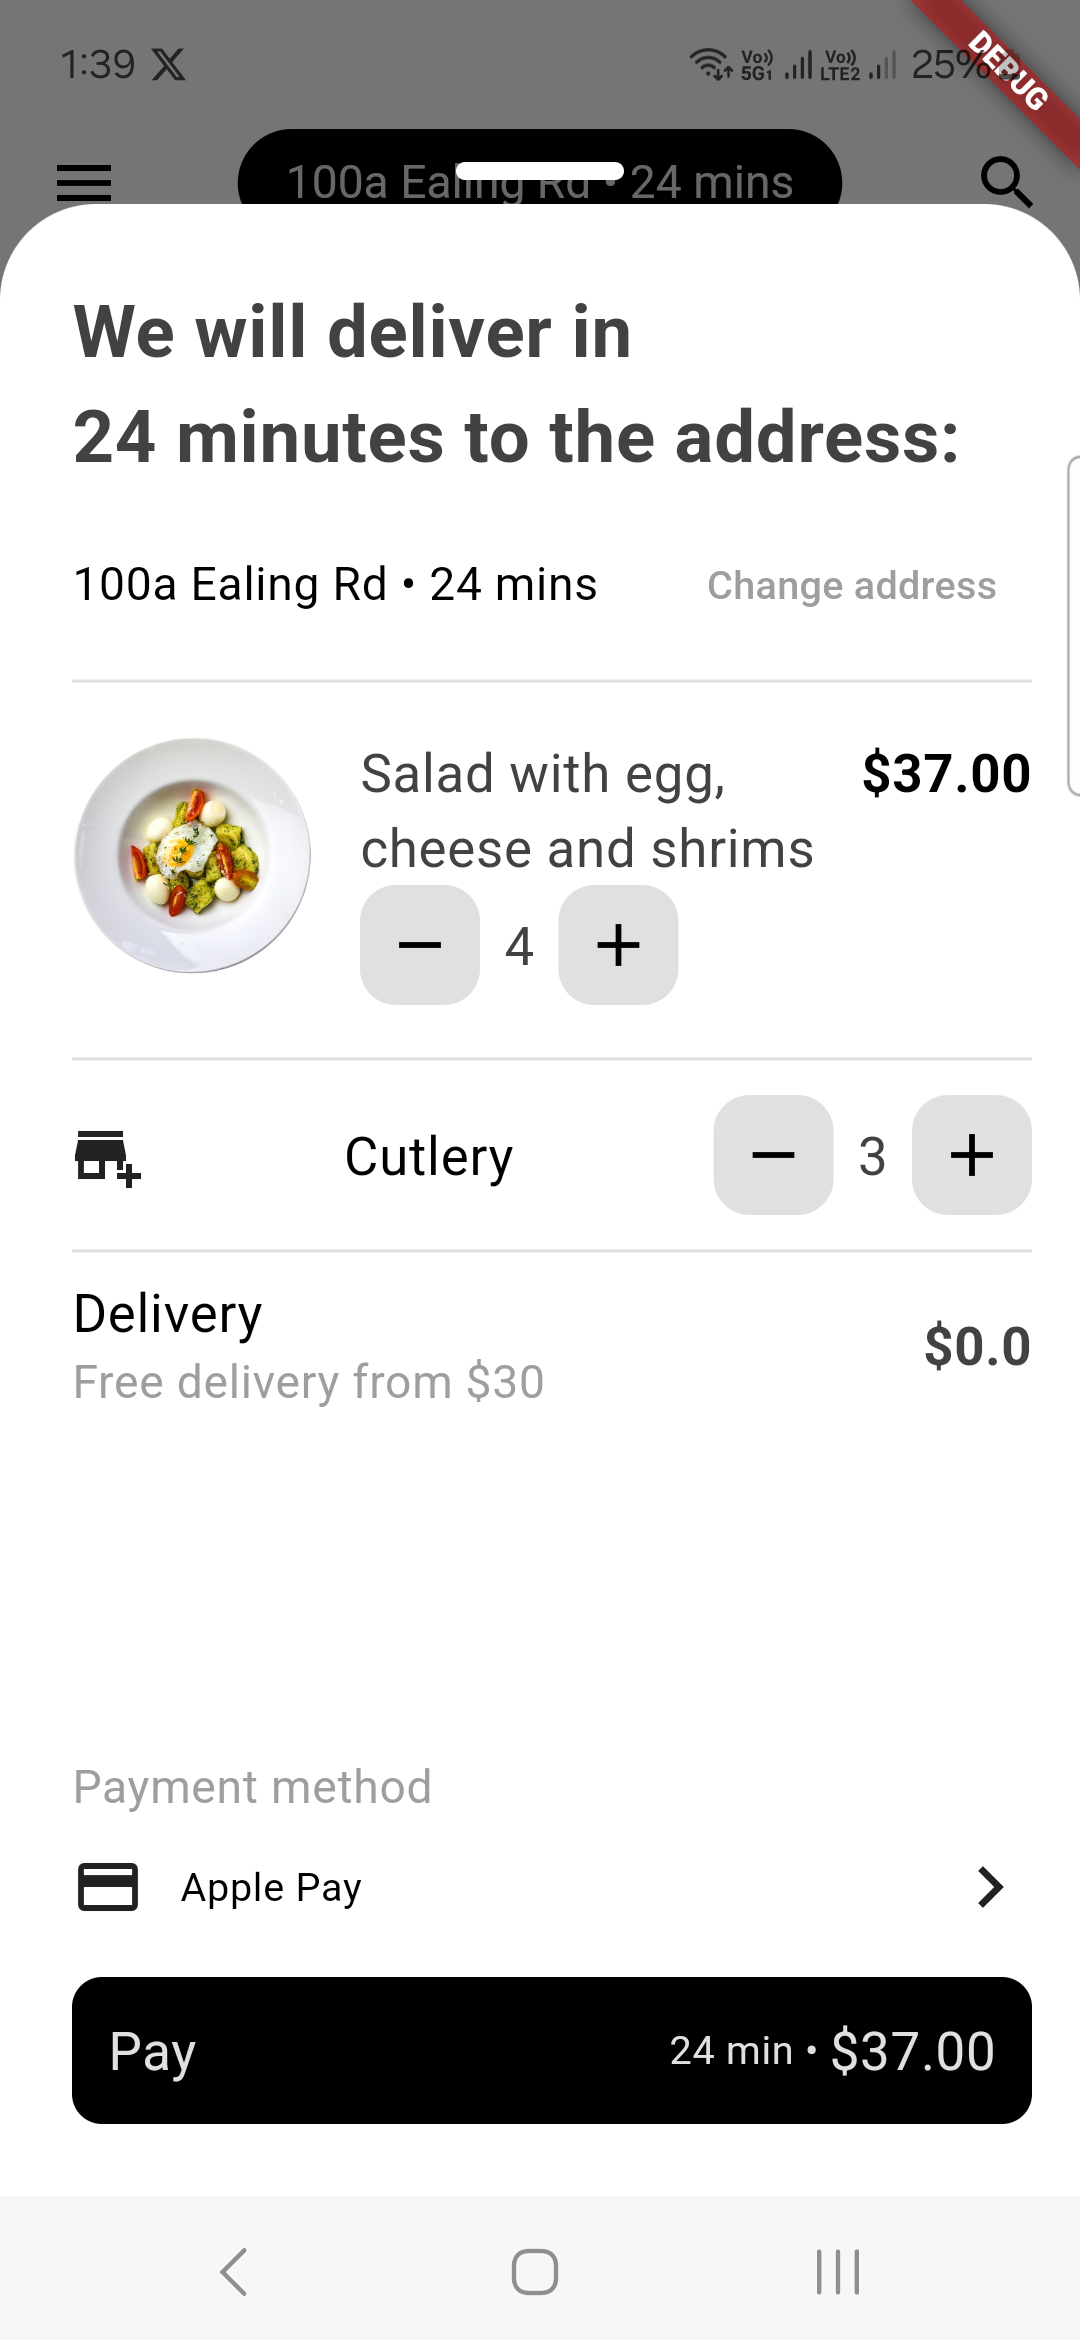 1:39 X Vo)) 5G1 Vo)) LTE2 25%
DEBUG
100a Ealing Rd • 24 mins
We will deliver in
24 minutes to the address:
100a Ealing Rd • 24 mins Change address
Salad with egg, $37.00
cheese and shrims
4
Cutlery 3
Delivery
$0.0
Free delivery from $30
Payment method
Apple Pay
Pay 24 min • $37.00